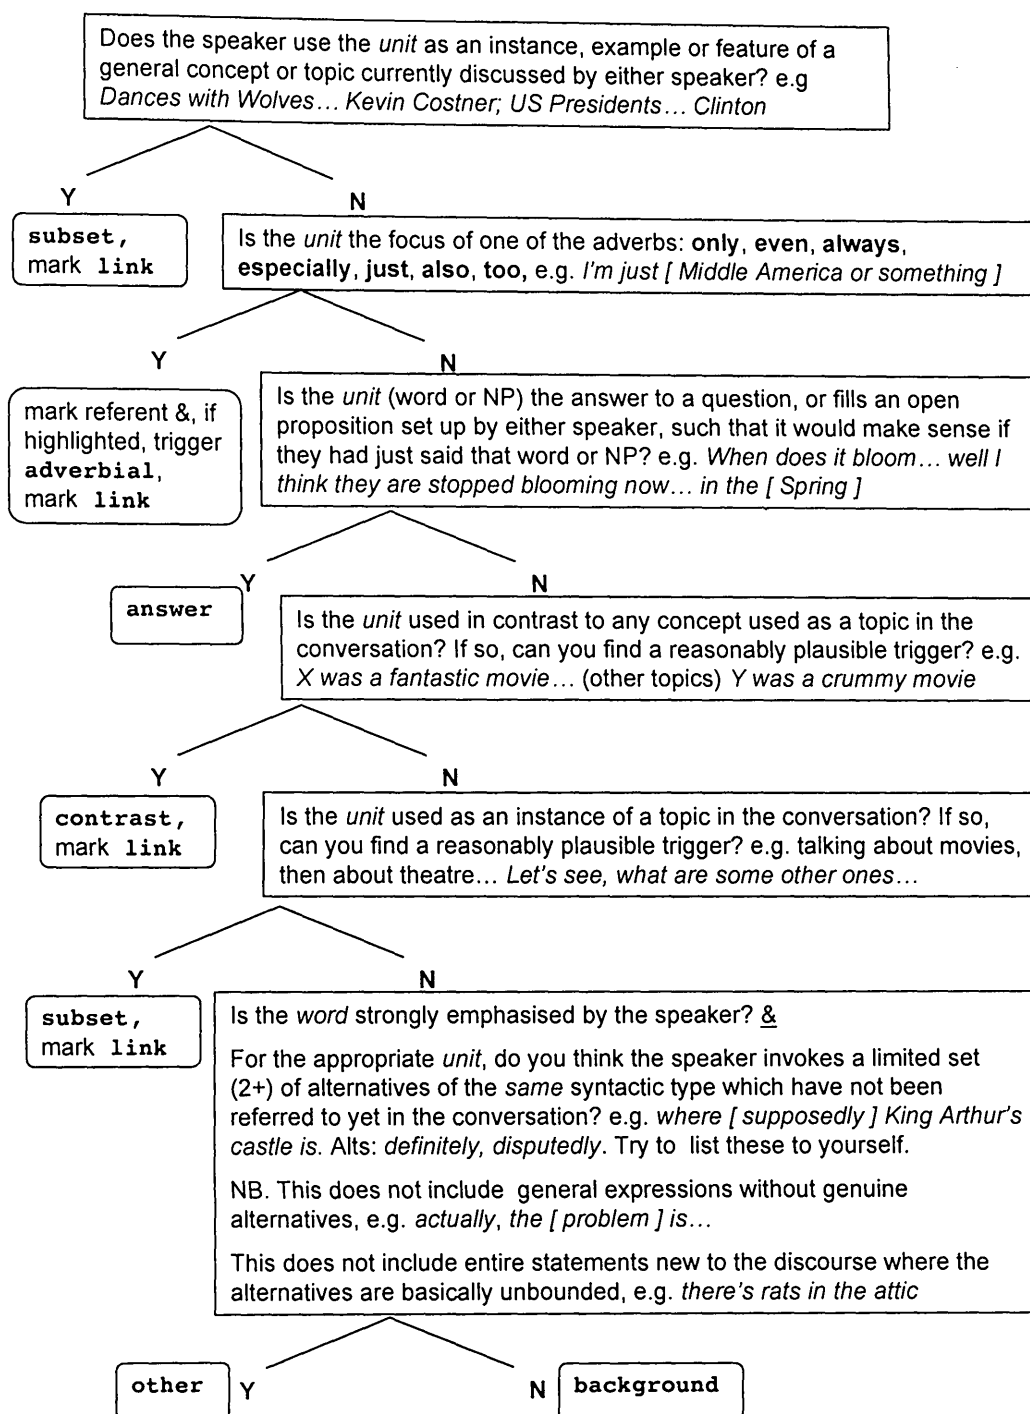 Does the speaker use the unit as an instance, example or feature of a
general concept or topic currently discussed by either speaker? e.g
Dances with Wolves... Kevin Costner; US Presidents... Clinton
Y
N
subset,
mark link
Is the unit the focus of one of the adverbs: only, even, always,
especially, just, also, too, e.g. I'm just [ Middle America or something ]
Y
N
mark referent &, if
highlighted, trigger
adverbial,
mark link
Is the unit (word or NP) the answer to a question, or fills an open
proposition set up by either speaker, such that it would make sense if
they had just said that word or NP? e.g. When does it bloom... well I
think they are stopped blooming now... in the [ Spring ]
Y
N
answer
Is the unit used in contrast to any concept used as a topic in the
conversation? If so, can you find a reasonably plausible trigger? e.g.
X was a fantastic movie... (other topics) Y was a crummy movie
Y
N
contrast,
mark link
Is the unit used as an instance of a topic in the conversation? If so,
can you find a reasonably plausible trigger? e.g. talking about movies,
then about theatre... Let's see, what are some other ones...
Y
N
subset,
mark link
Is the word strongly emphasised by the speaker? &
For the appropriate unit, do you think the speaker invokes a limited set
(2+) of alternatives of the same syntactic type which have not been
referred to yet in the conversation? e.g. where [ supposedly ] King Arthur's
castle is. Alts: definitely, disputedly. Try to list these to yourself.
NB. This does not include general expressions without genuine
alternatives, e.g. actually, the [ problem ] is...
This does not include entire statements new to the discourse where the
alternatives are basically unbounded, e.g. there's rats in the attic
other
Y
N
background